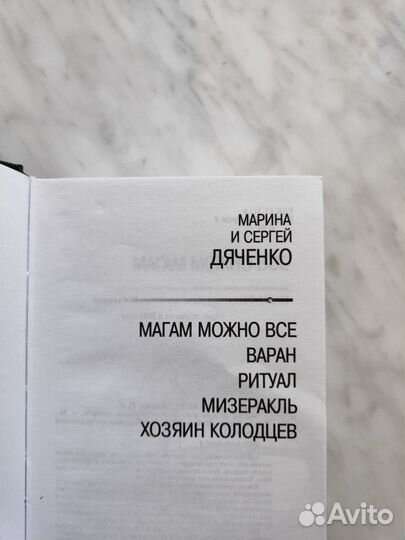 МАРИНА
И СЕРГЕЙ
ДЯЧЕНКО
МАГАМ МОЖНО ВСЕ
ВАРАН
РИТУАЛ
МИЗЕРАКЛЬ
ХОЗЯИН КОЛОДЦЕВ
Avito